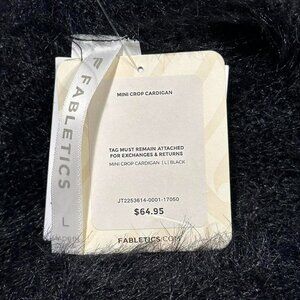 FABLETICS
L
MINI CROP CARDIGAN
TAG MUST REMAIN ATTACHED
FOR EXCHANGES & RETURNS
MINI CROP CARDIGAN | L | BLACK
JT2253614-0001-17050
$64.95
FABLETICS.COM